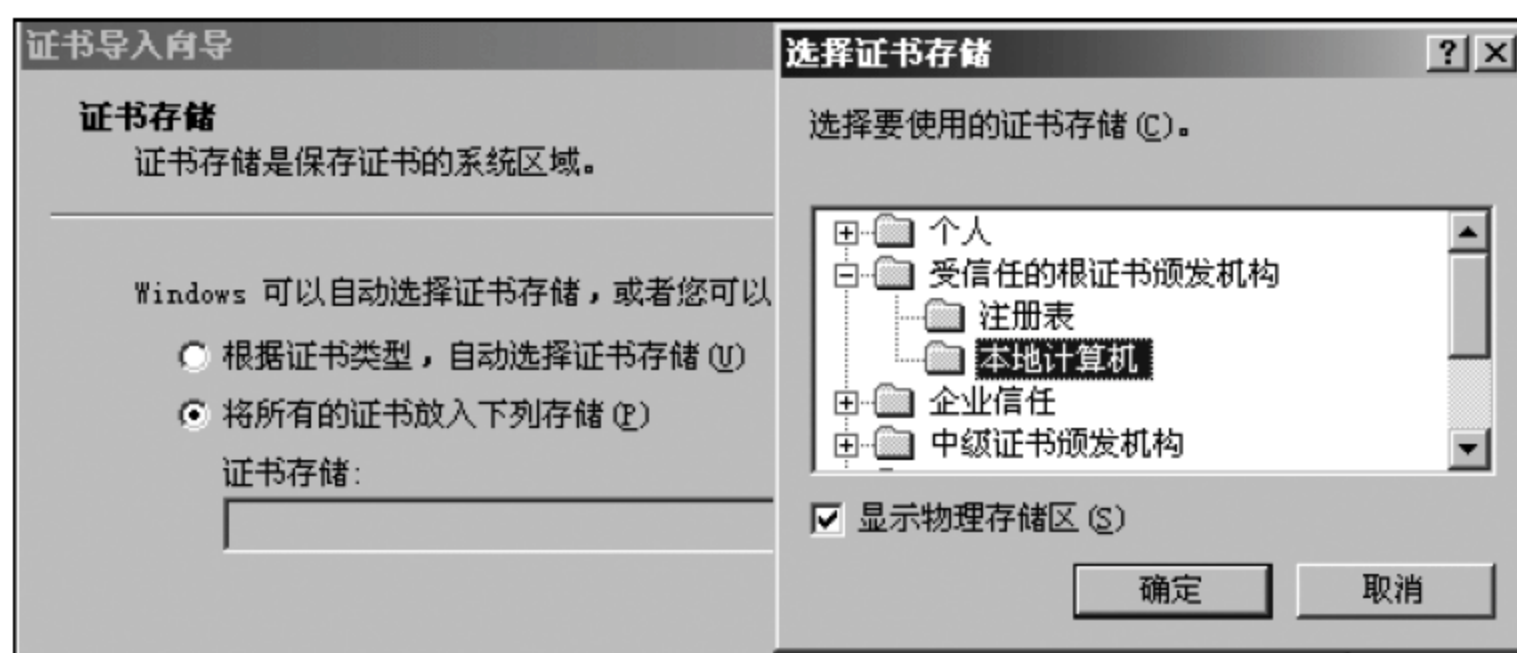 证书导入向导
证书存储
证书存储是保存证书的系统区域。
Windows 可以自动选择证书存储，或者您可以
根据证书类型，自动选择证书存储(U)
将所有的证书放入下列存储(P)
证书存储:
选择证书存储
选择要使用的证书存储(C)。
个人
受信任的根证书颁发机构
注册表
本地计算机
企业信任
中级证书颁发机构
显示物理存储区(S)
确定
取消